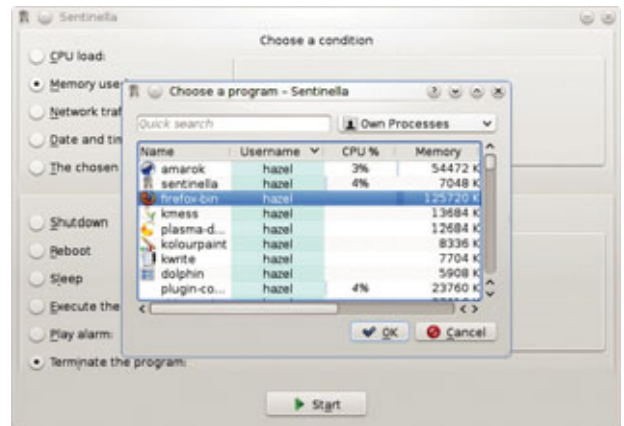 Sentinella
Choose a condition
CPU load:
Memory use
Network traf
Date and tim
The chosen
Shutdown
Reboot
Sleep
Execute the
Play alarm:
Terminate the program:
Start
Choose a program – Sentinella
Quick search
Own Processes
Name Username CPU % Memory
amarok hazel 3% 54472 K
sentinella hazel 4% 7048 K
firefox-bin hazel 125720 K
kmess hazel 13684 K
plasma-d... hazel 12684 K
kolourpaint hazel 8336 K
kwrite hazel 7704 K
dolphin hazel 5908 K
plugin-co... hazel 4% 23760 K
OK Cancel